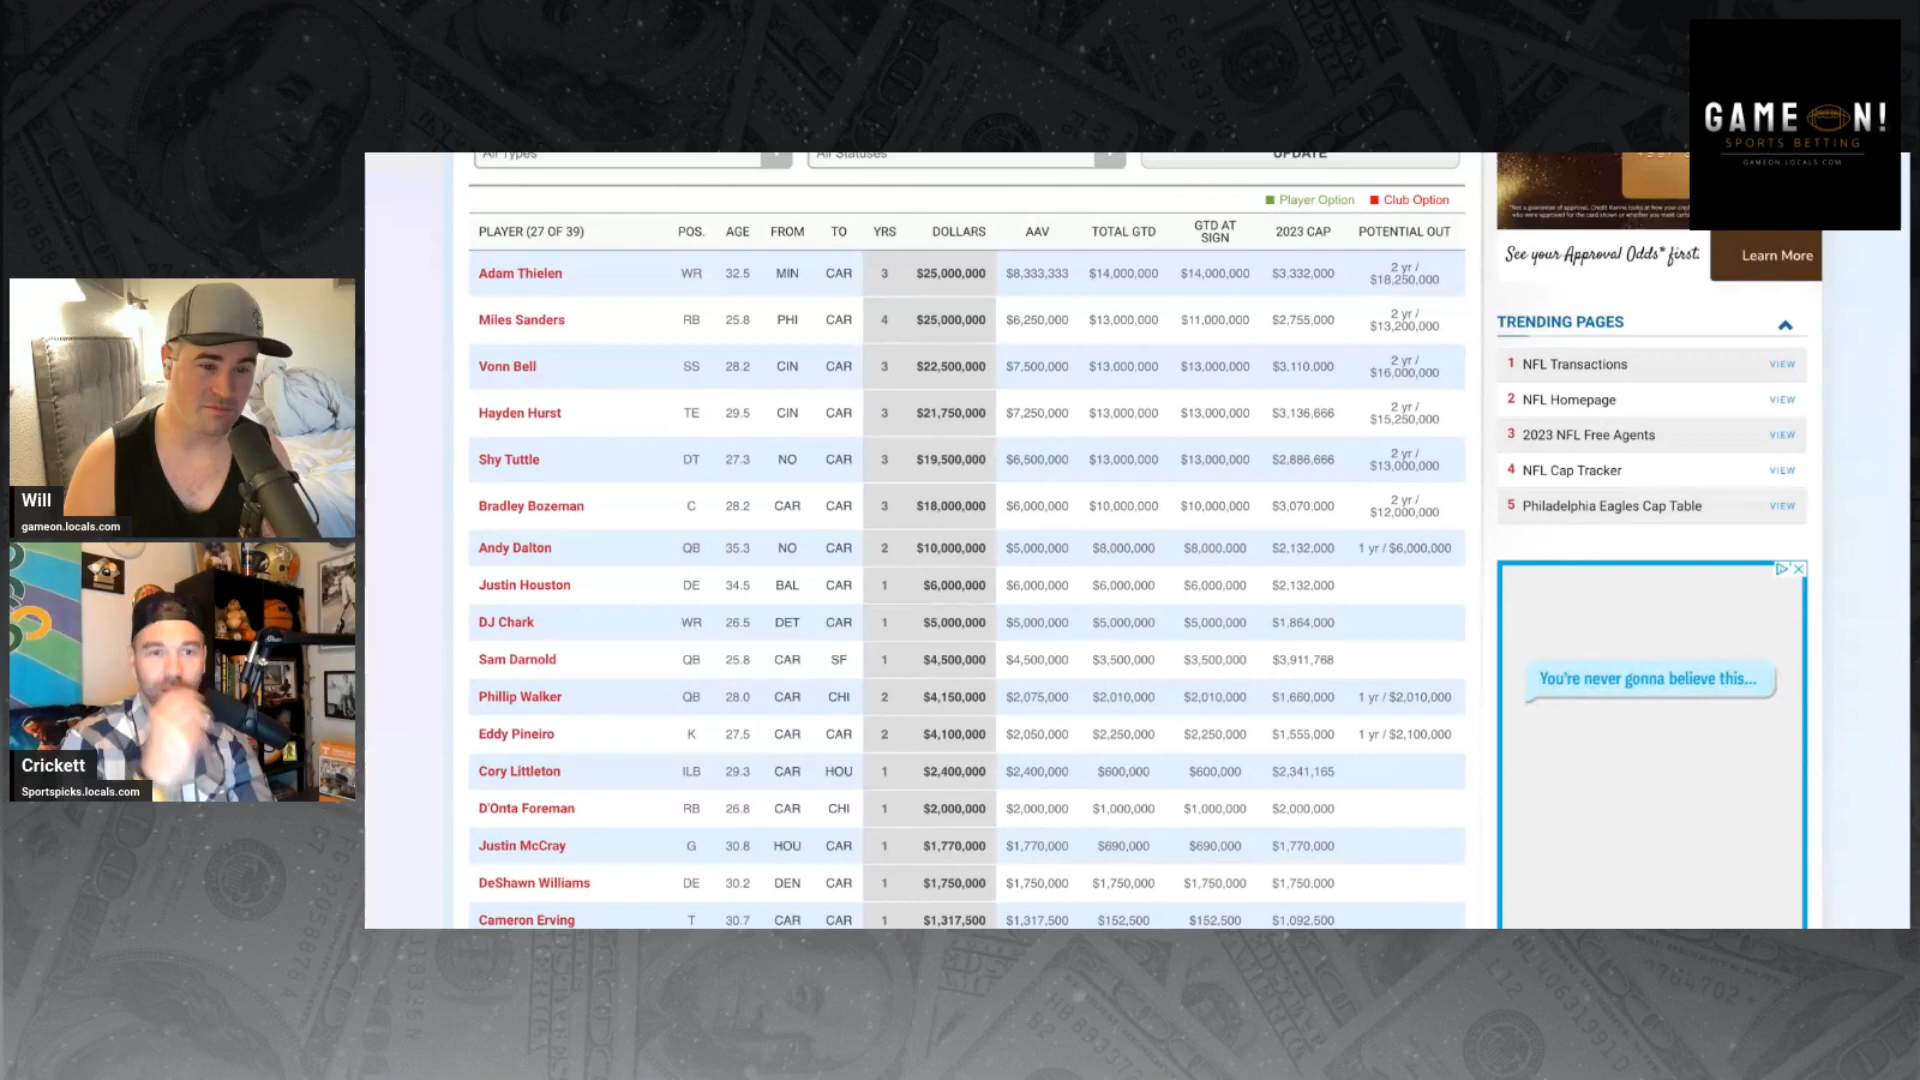 GAME ON!
SPORTS BETTING
GAMEON.LOCALS.COM
All Types All Statuses UPDATE
Player Option Club Option
PLAYER (27 OF 39) POS. AGE FROM TO YRS DOLLARS AAV TOTAL GTD GTD AT SIGN 2023 CAP POTENTIAL OUT
Adam Thielen WR 32.5 MIN CAR 3 $25,000,000 $8,333,333 $14,000,000 $14,000,000 $3,332,000 2 yr / $18,250,000
Miles Sanders RB 25.8 PHI CAR 4 $25,000,000 $6,250,000 $13,000,000 $11,000,000 $2,755,000 2 yr / $13,200,000
Vonn Bell SS 28.2 CIN CAR 3 $22,500,000 $7,500,000 $13,000,000 $13,000,000 $3,110,000 2 yr / $16,000,000
Hayden Hurst TE 29.5 CIN CAR 3 $21,750,000 $7,250,000 $13,000,000 $13,000,000 $3,136,666 2 yr / $15,250,000
Shy Tuttle DT 27.3 NO CAR 3 $19,500,000 $6,500,000 $13,000,000 $13,000,000 $2,886,666 2 yr / $13,000,000
Bradley Bozeman C 28.2 CAR CAR 3 $18,000,000 $6,000,000 $10,000,000 $10,000,000 $3,070,000 2 yr / $12,000,000
Andy Dalton QB 35.3 NO CAR 2 $10,000,000 $5,000,000 $8,000,000 $8,000,000 $2,132,000 1 yr / $6,000,000
Justin Houston DE 34.5 BAL CAR 1 $6,000,000 $6,000,000 $6,000,000 $6,000,000 $2,132,000
DJ Chark WR 26.5 DET CAR 1 $5,000,000 $5,000,000 $5,000,000 $5,000,000 $1,864,000
Sam Darnold QB 25.8 CAR SF 1 $4,500,000 $4,500,000 $3,500,000 $3,500,000 $3,911,768
Phillip Walker QB 28.0 CAR CHI 2 $4,150,000 $2,075,000 $2,010,000 $2,010,000 $1,660,000 1 yr / $2,010,000
Eddy Pineiro K 27.5 CAR CAR 2 $4,100,000 $2,050,000 $2,250,000 $2,250,000 $1,555,000 1 yr / $2,100,000
Cory Littleton ILB 29.3 CAR HOU 1 $2,400,000 $2,400,000 $600,000 $600,000 $2,341,165
D'Onta Foreman RB 26.8 CAR CHI 1 $2,000,000 $2,000,000 $1,000,000 $1,000,000 $2,000,000
Justin McCray G 30.8 HOU CAR 1 $1,770,000 $1,770,000 $690,000 $690,000 $1,770,000
DeShawn Williams DE 30.2 DEN CAR 1 $1,750,000 $1,750,000 $1,750,000 $1,750,000 $1,750,000
Cameron Erving T 30.7 CAR CAR 1 $1,317,500 $1,317,500 $152,500 $152,500 $1,092,500
See your Approval Odds* first.
Learn More
TRENDING PAGES
1 NFL Transactions VIEW
2 NFL Homepage VIEW
3 2023 NFL Free Agents VIEW
4 NFL Cap Tracker VIEW
5 Philadelphia Eagles Cap Table VIEW
You're never gonna believe this...
Will
gameon.locals.com
Crickett
Sportspicks.locals.com